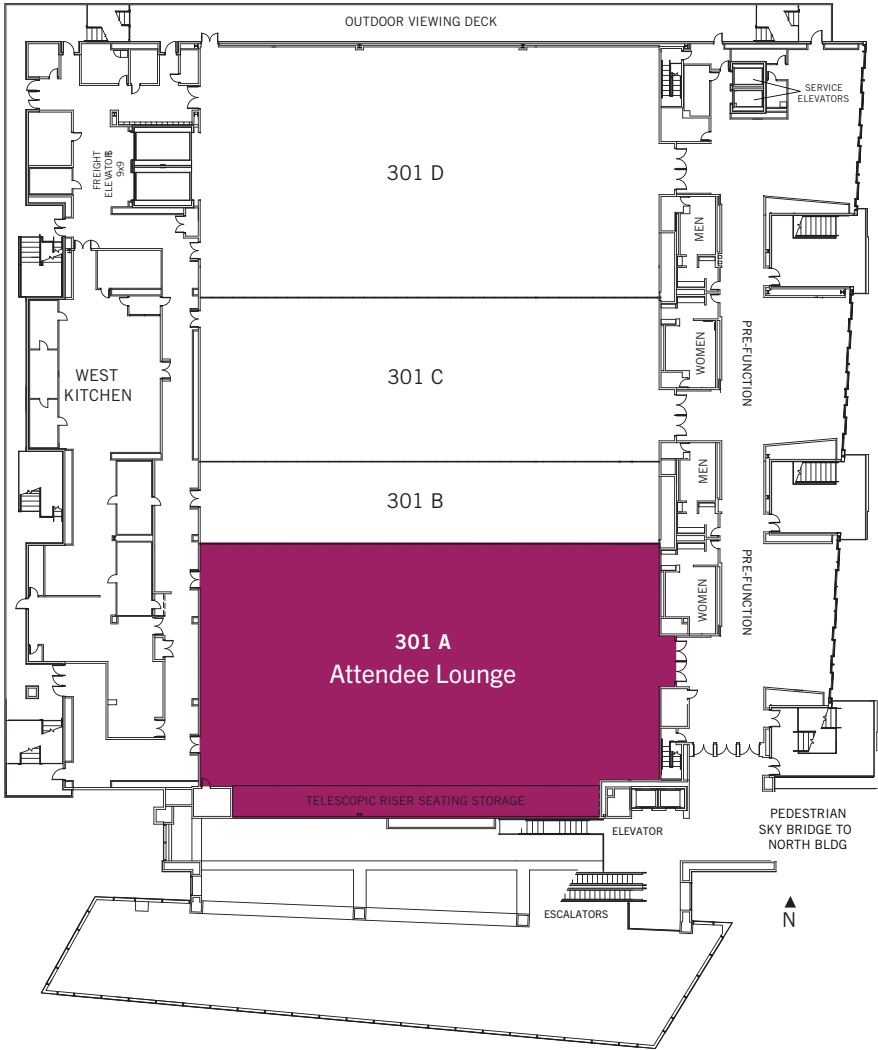 OUTDOOR VIEWING DECK
SERVICE
ELEVATORS
FREIGHT
ELEVATORS
9x9
301 D
MEN
WEST
KITCHEN
301 C
WOMEN
PRE-FUNCTION
MEN
301 B
WOMEN
PRE-FUNCTION
301 A
Attendee Lounge
TELESCOPIC RISER SEATING STORAGE
ELEVATOR
PEDESTRIAN
SKY BRIDGE TO
NORTH BLDG
ESCALATORS
N